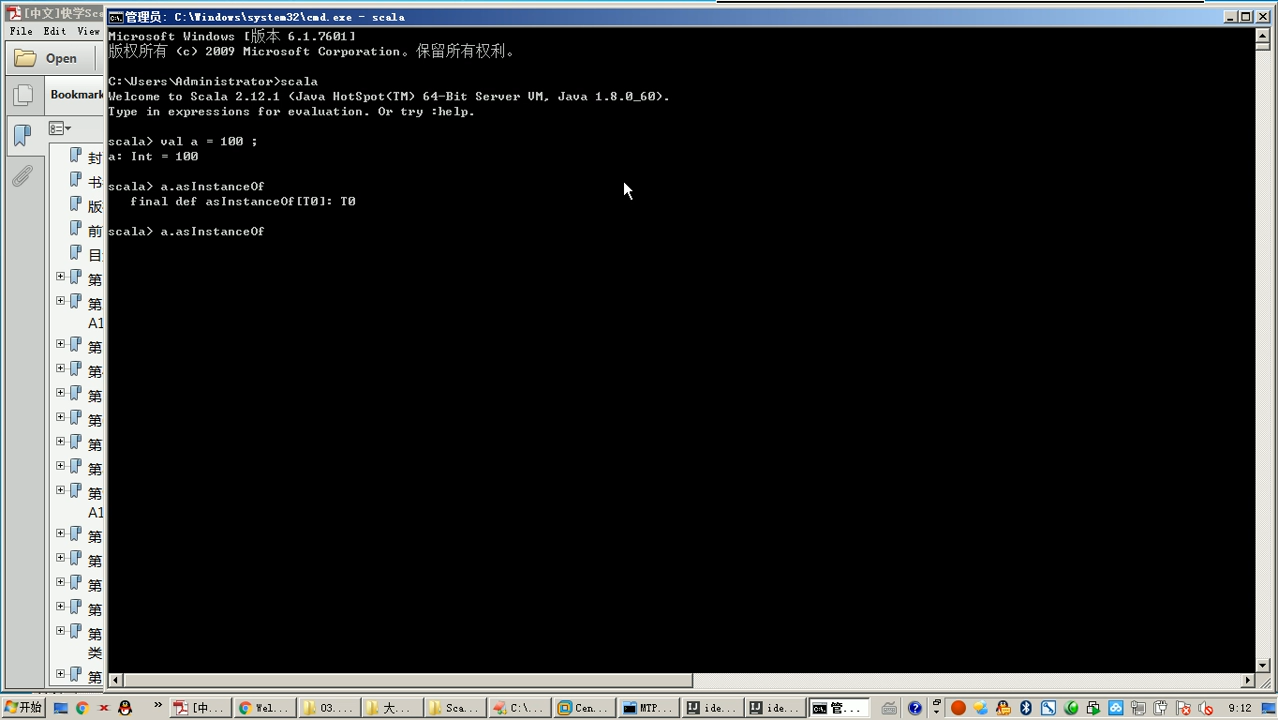 [中文]快学Sca
管理员: C:\Windows\system32\cmd.exe - scala
File Edit View
Open
Bookmark
封
书
版
前
目
第
第
A1
第
第
第
第
第
第
第
A1
第
第
第
第
第
类
第
Microsoft Windows [版本 6.1.7601]
版权所有 (c) 2009 Microsoft Corporation。保留所有权利。
C:\Users\Administrator>scala
Welcome to Scala 2.12.1 (Java HotSpot(TM) 64-Bit Server VM, Java 1.8.0_60).
Type in expressions for evaluation. Or try :help.
scala> val a = 100 ;
a: Int = 100
scala> a.asInstanceOf
final def asInstanceOf[T0]: T0
scala> a.asInstanceOf
开始
[中...
Wel...
03...
大...
Sca...
C:\...
Cen...
MTP...
ide...
ide...
管...
9:12